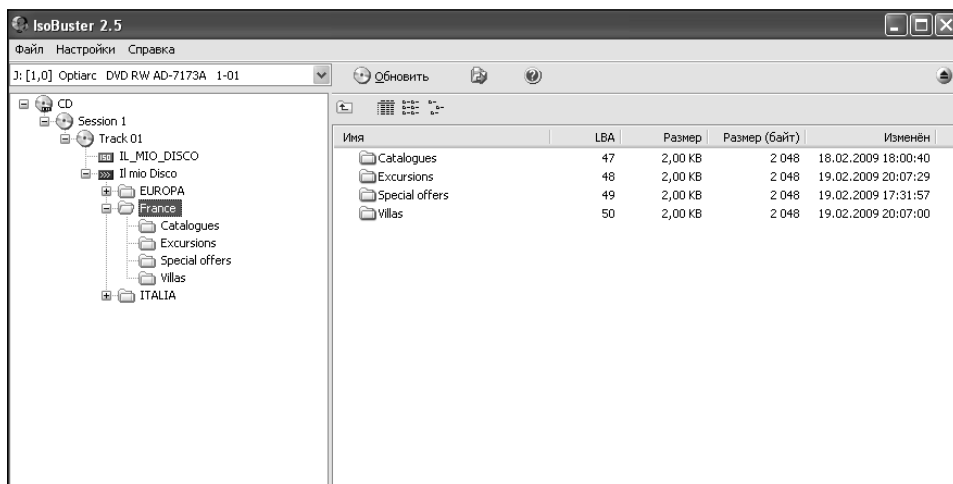 IsoBuster 2.5
Файл Настройки Справка
J: [1,0] Optiarc DVD RW AD-7173A 1-01
Обновить
CD
Session 1
Track 01
ISO IL_MIO_DISCO
Il mio Disco
EUROPA
France
Catalogues
Excursions
Special offers
Villas
ITALIA
Имя LBA Размер Размер (байт) Изменён
Catalogues 47 2,00 KB 2 048 18.02.2009 18:00:40
Excursions 48 2,00 KB 2 048 19.02.2009 20:07:29
Special offers 49 2,00 KB 2 048 19.02.2009 17:31:57
Villas 50 2,00 KB 2 048 19.02.2009 20:07:00